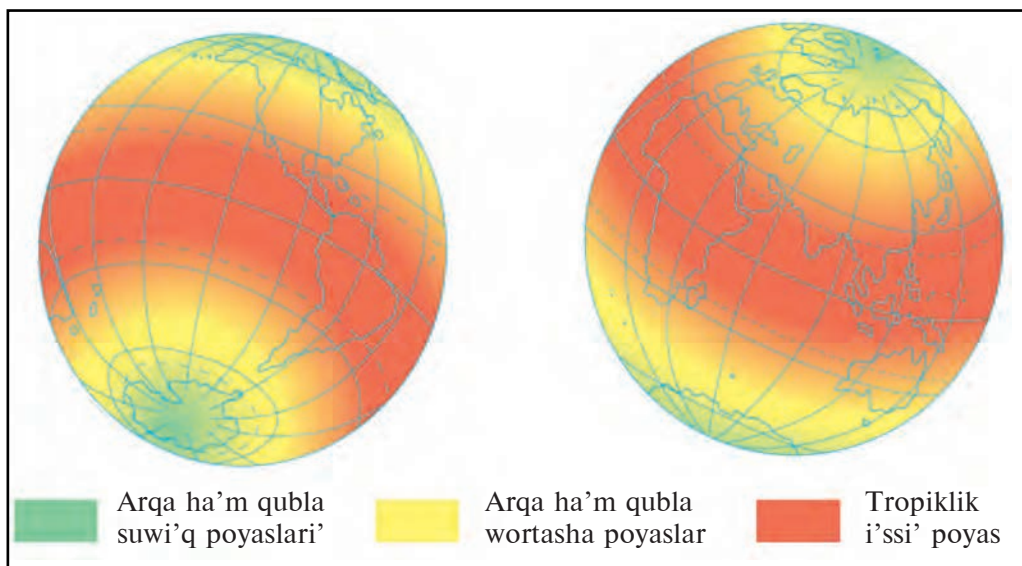 Arqa ha’m qubla
suwi’q poyaslari’
Arqa ha’m qubla
wortasha poyaslar
Tropiklik
i’ssi’ poyas